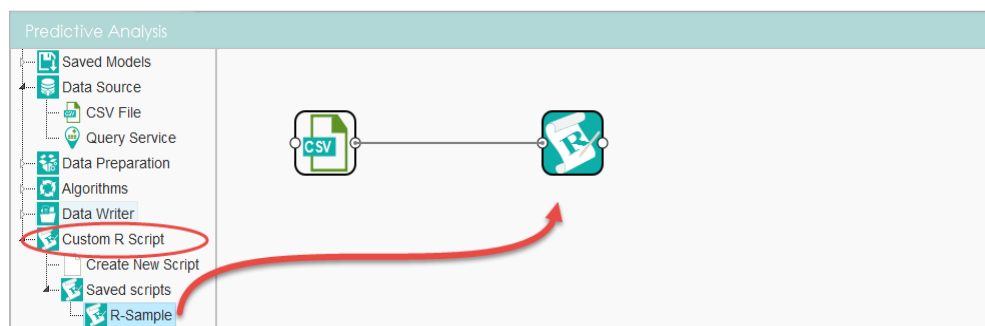 Predictive Analysis
Saved Models
Data Source
CSV File
Query Service
Data Preparation
Algorithms
Data Writer
Custom R Script
Create New Script
Saved scripts
R-Sample
CSV
R